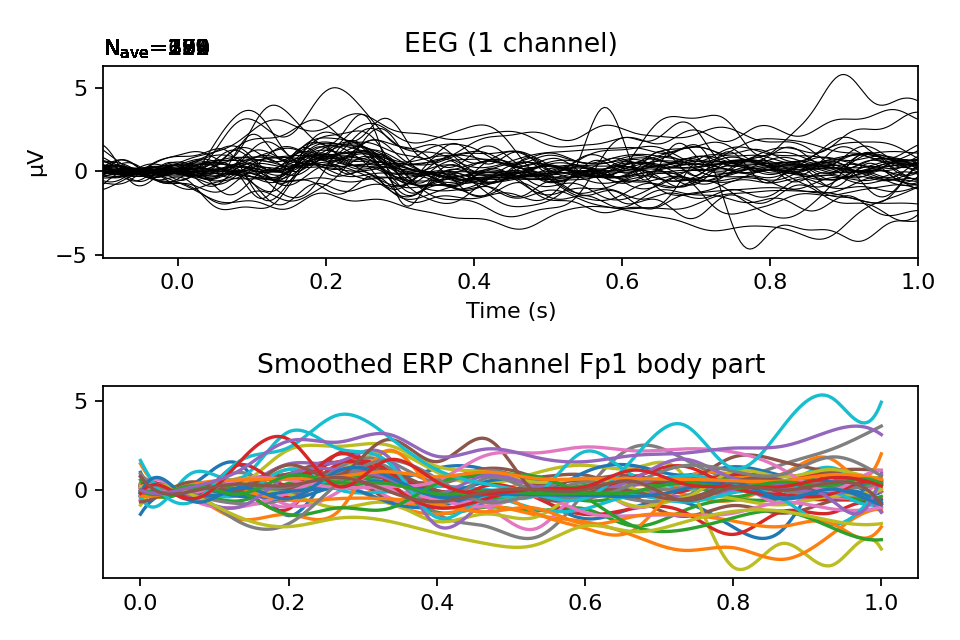 EEG (1 channel)
Nave=
5
0
−5
µV
0.0 0.2 0.4 0.6 0.8 1.0
Time (s)
Smoothed ERP Channel Fp1 body part
5
0
0.0 0.2 0.4 0.6 0.8 1.0